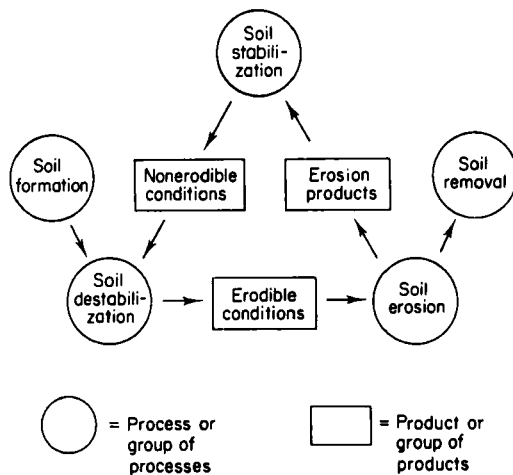 Soil
stabili-
zation
Soil
formation
Nonerodible
conditions
Erosion
products
Soil
removal
Soil
destabili-
zation
Erodible
conditions
Soil
erosion
= Process or
group of
processes
= Product or
group of
products